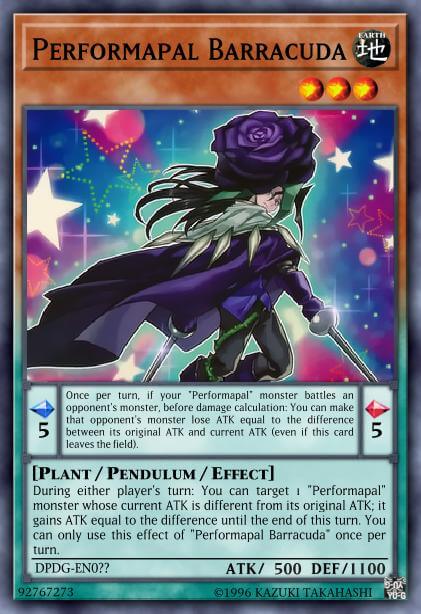 PERFORMAPAL BARRACUDA
EARTH
地
Once per turn, if your "Performapal" monster battles an
opponent's monster, before damage calculation: You can make
that opponent's monster lose ATK equal to the difference
between its original ATK and current ATK (even if this card
leaves the field).
5
5
[PLANT / PENDULUM / EFFECT]
During either player's turn: You can target 1 "Performapal"
monster whose current ATK is different from its original ATK; it
gains ATK equal to the difference until the end of this turn. You
can only use this effect of "Performapal Barracuda" once per
turn.
DPDG-EN0??
ATK/ 500 DEF/1100
92767273
©1996 KAZUKI TAKAHASHI